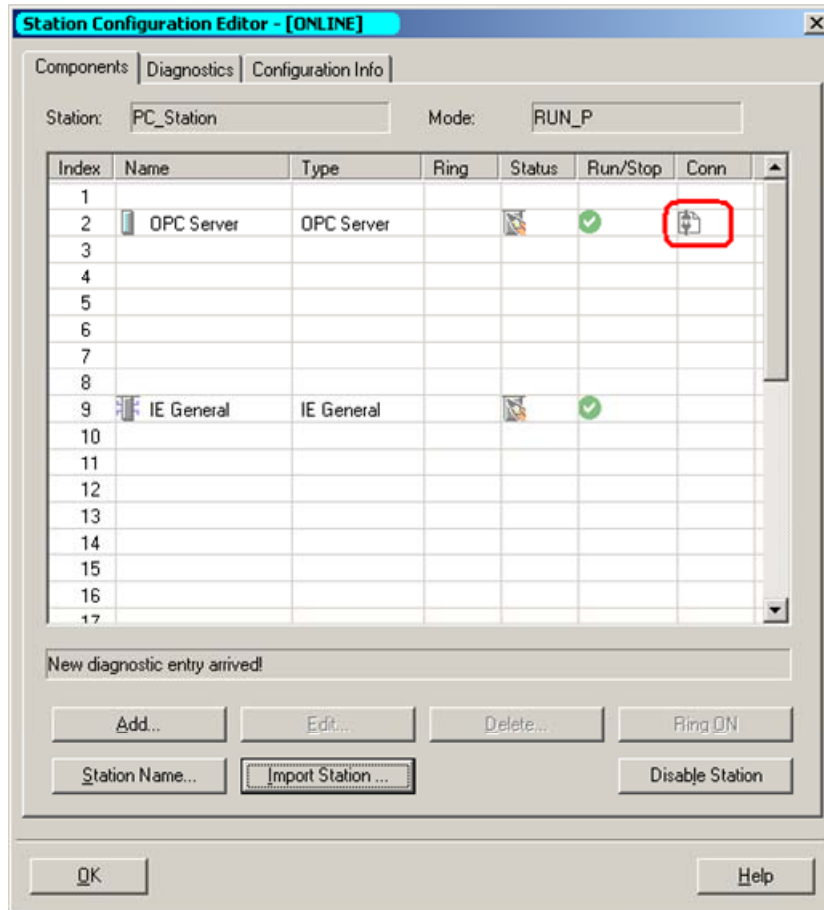 Station Configuration Editor - [ONLINE]
Components Diagnostics Configuration Info
Station: PC_Station Mode: RUN_P
Index Name Type Ring Status Run/Stop Conn
1
2 OPC Server OPC Server
3
4
5
6
7
8
9 IE General IE General
10
11
12
13
14
15
16
17
New diagnostic entry arrived!
Add... Edit... Delete... Ring ON
Station Name... Import Station ... Disable Station
OK Help